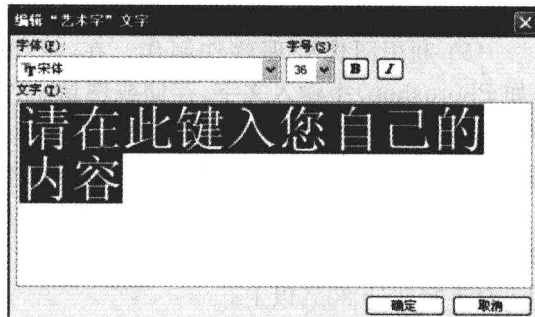 编辑“艺术字”文字
字体(F): 字号(S)
宋体 36 B I
文字(T):
请在此键入您自己的
内容
确定 取消